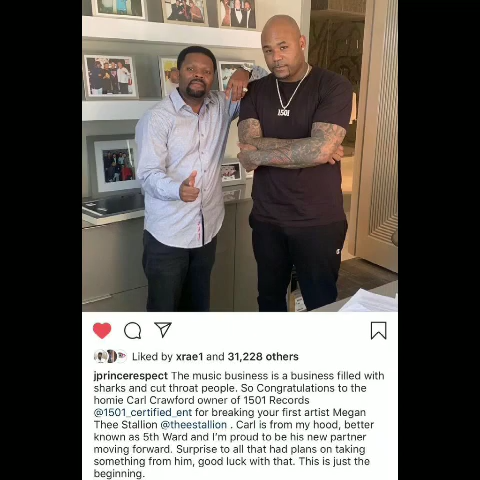 1501
Liked by xrae1 and 31,228 others
jprincerespect The music business is a business filled with
sharks and cut throat people. So Congratulations to the
homie Carl Crawford owner of 1501 Records
@1501_certified_ent for breaking your first artist Megan
Thee Stallion @theestallion . Carl is from my hood, better
known as 5th Ward and I'm proud to be his new partner
moving forward. Surprise to all that had plans on taking
something from him, good luck with that. This is just the
beginning.